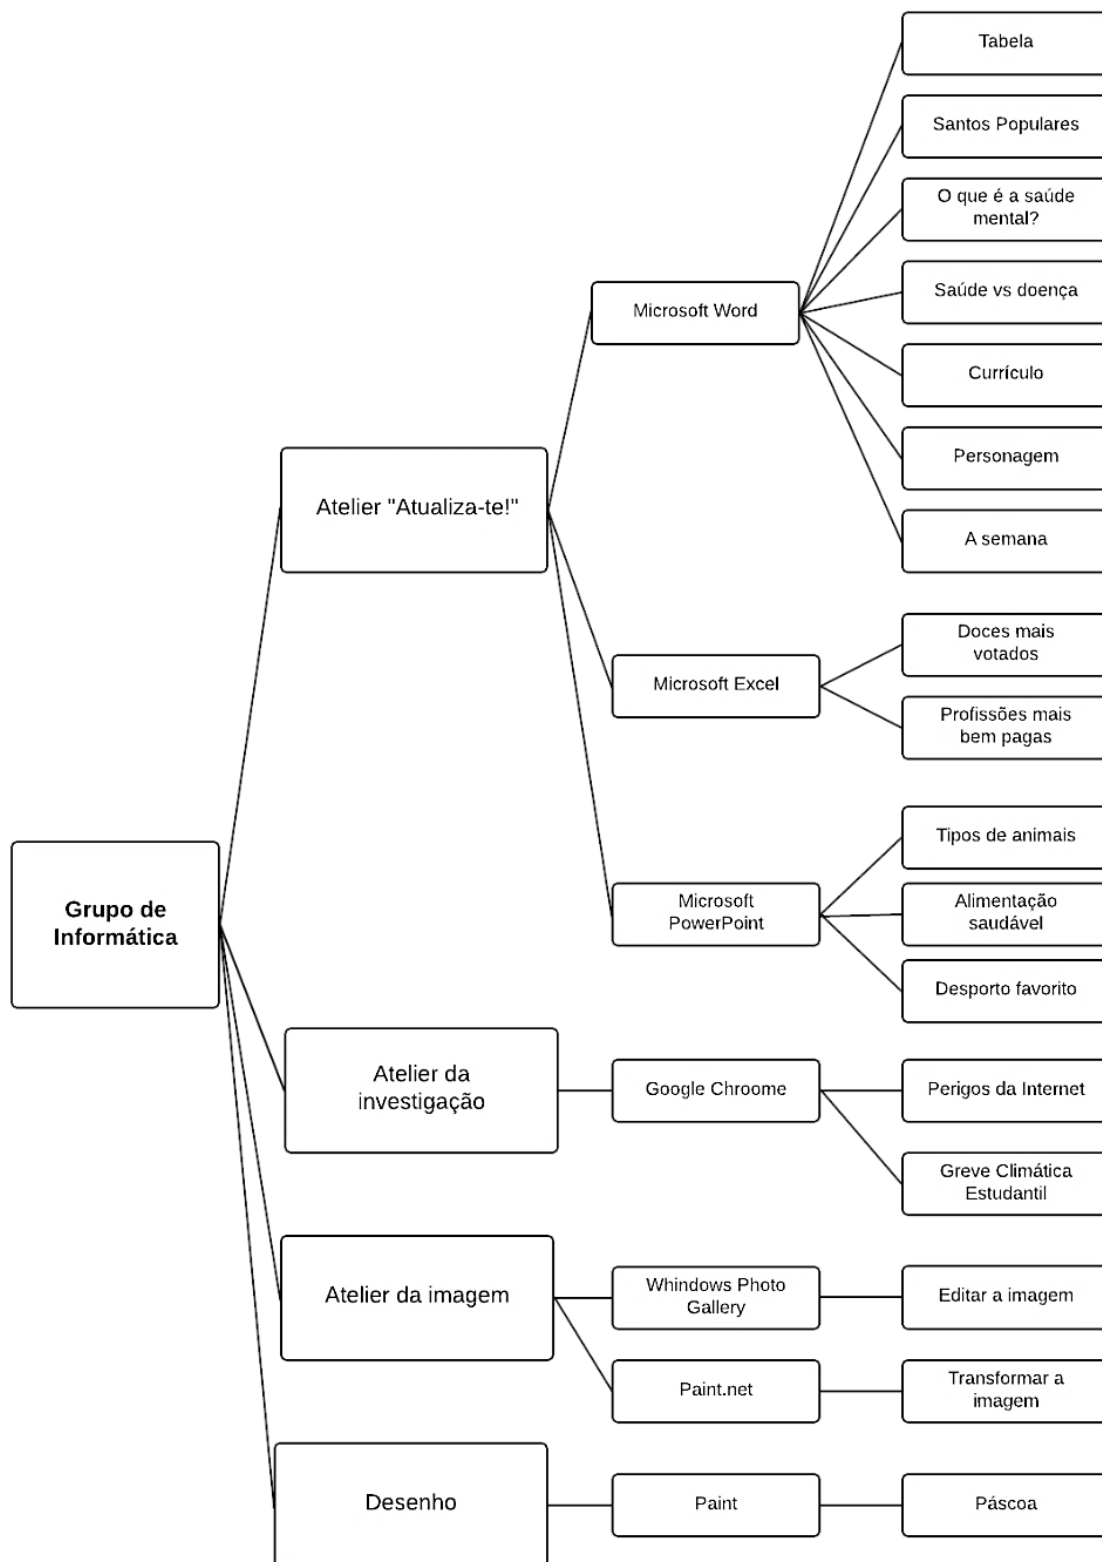 Grupo de
Informática
Atelier "Atualiza-te!"
Microsoft Word
Tabela
Santos Populares
O que é a saúde
mental?
Saúde vs doença
Currículo
Personagem
A semana
Microsoft Excel
Doces mais
votados
Profissões mais
bem pagas
Microsoft
PowerPoint
Tipos de animais
Alimentação
saudável
Desporto favorito
Atelier da
investigação
Google Chroome
Perigos da Internet
Greve Climática
Estudantil
Atelier da imagem
Whindows Photo
Gallery
Editar a imagem
Paint.net
Transformar a
imagem
Desenho
Paint
Páscoa